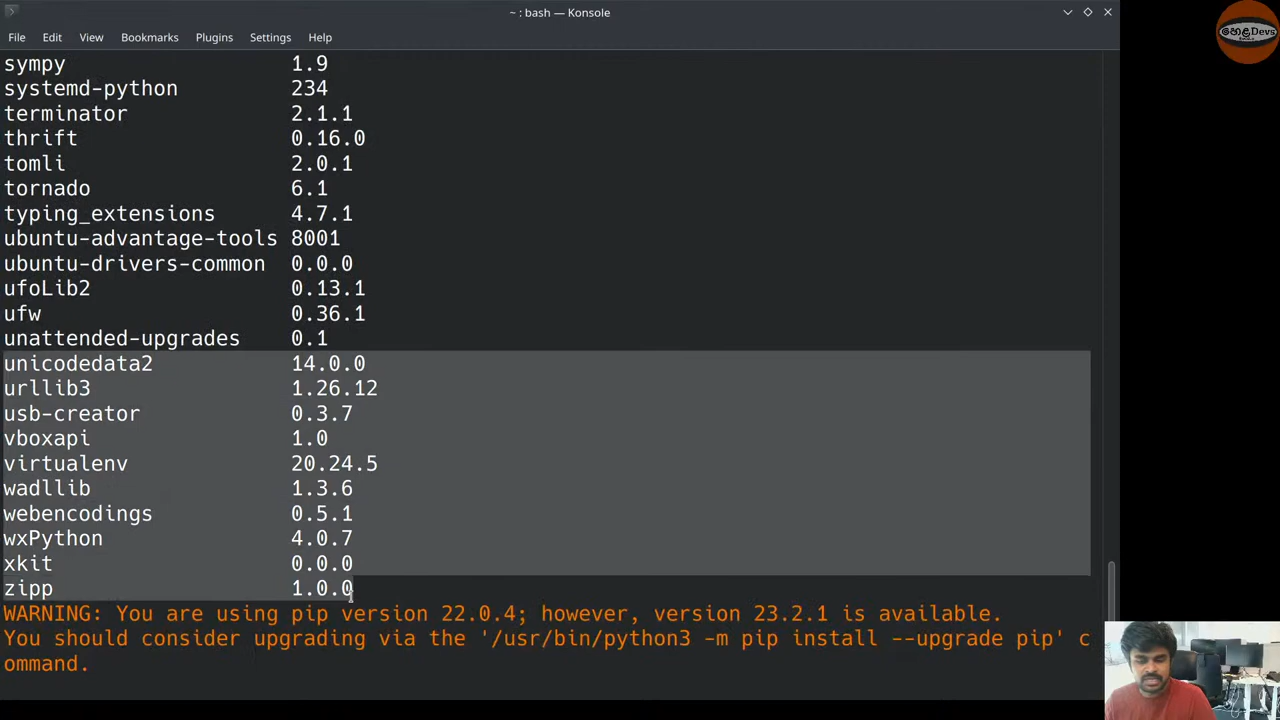 ~ : bash — Konsole
File Edit View Bookmarks Plugins Settings Help
හෙළDevs
sympy 1.9
systemd-python 234
terminator 2.1.1
thrift 0.16.0
tomli 2.0.1
tornado 6.1
typing_extensions 4.7.1
ubuntu-advantage-tools 8001
ubuntu-drivers-common 0.0.0
ufoLib2 0.13.1
ufw 0.36.1
unattended-upgrades 0.1
unicodedata2 14.0.0
urllib3 1.26.12
usb-creator 0.3.7
vboxapi 1.0
virtualenv 20.24.5
wadllib 1.3.6
webencodings 0.5.1
wxPython 4.0.7
xkit 0.0.0
zipp 1.0.0
WARNING: You are using pip version 22.0.4; however, version 23.2.1 is available.
You should consider upgrading via the '/usr/bin/python3 -m pip install --upgrade pip' c
ommand.